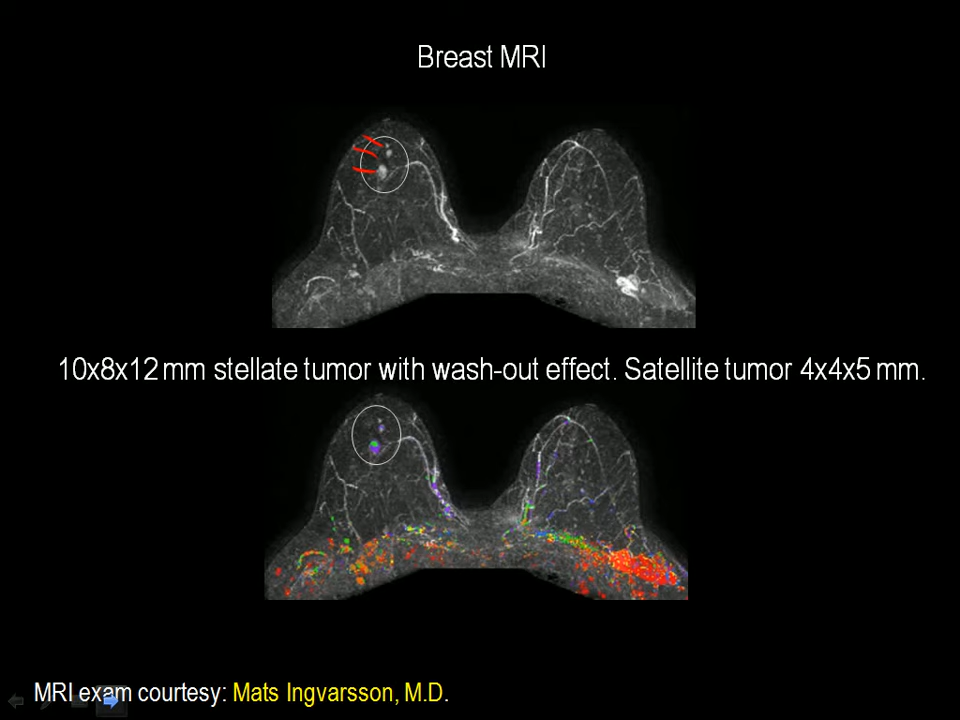 Breast MRI
10x8x12 mm stellate tumor with wash-out effect. Satellite tumor 4x4x5 mm.
MRI exam courtesy: Mats Ingvarsson, M.D.